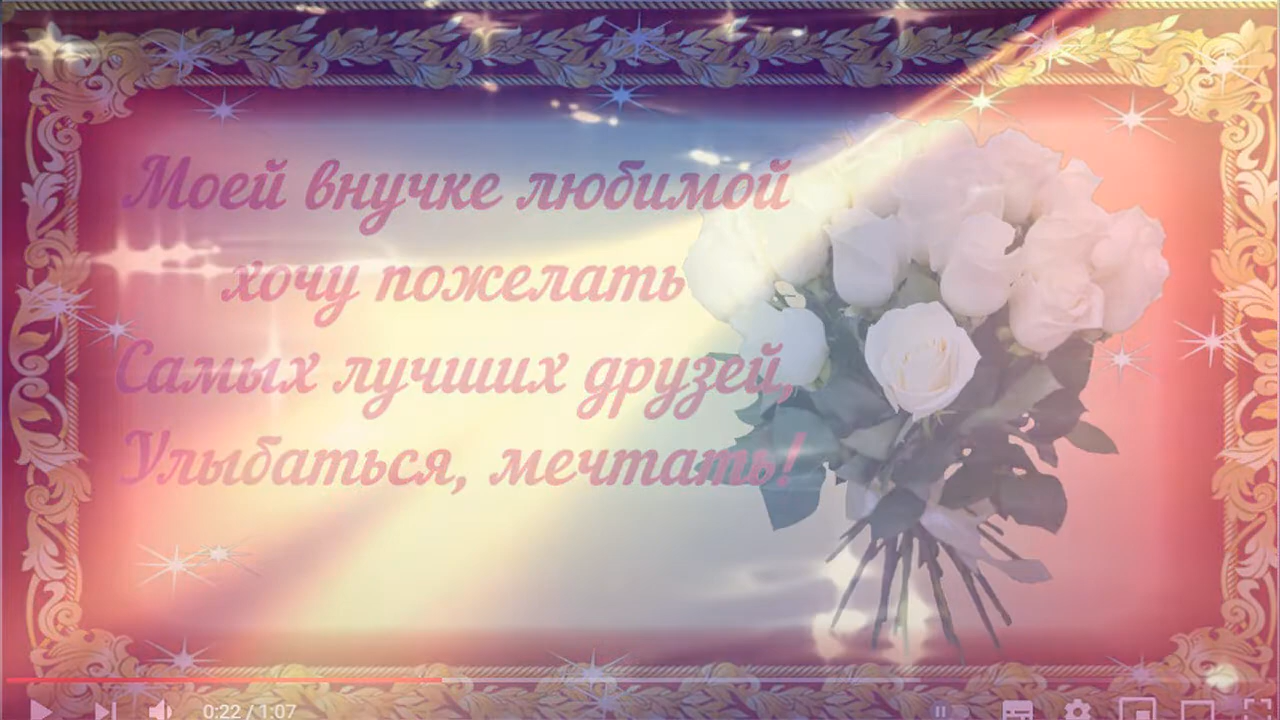 Моей внучке любимой
хочу пожелать
Самых лучших друзей,
Улыбаться, мечтать!
0:22 / 1:07